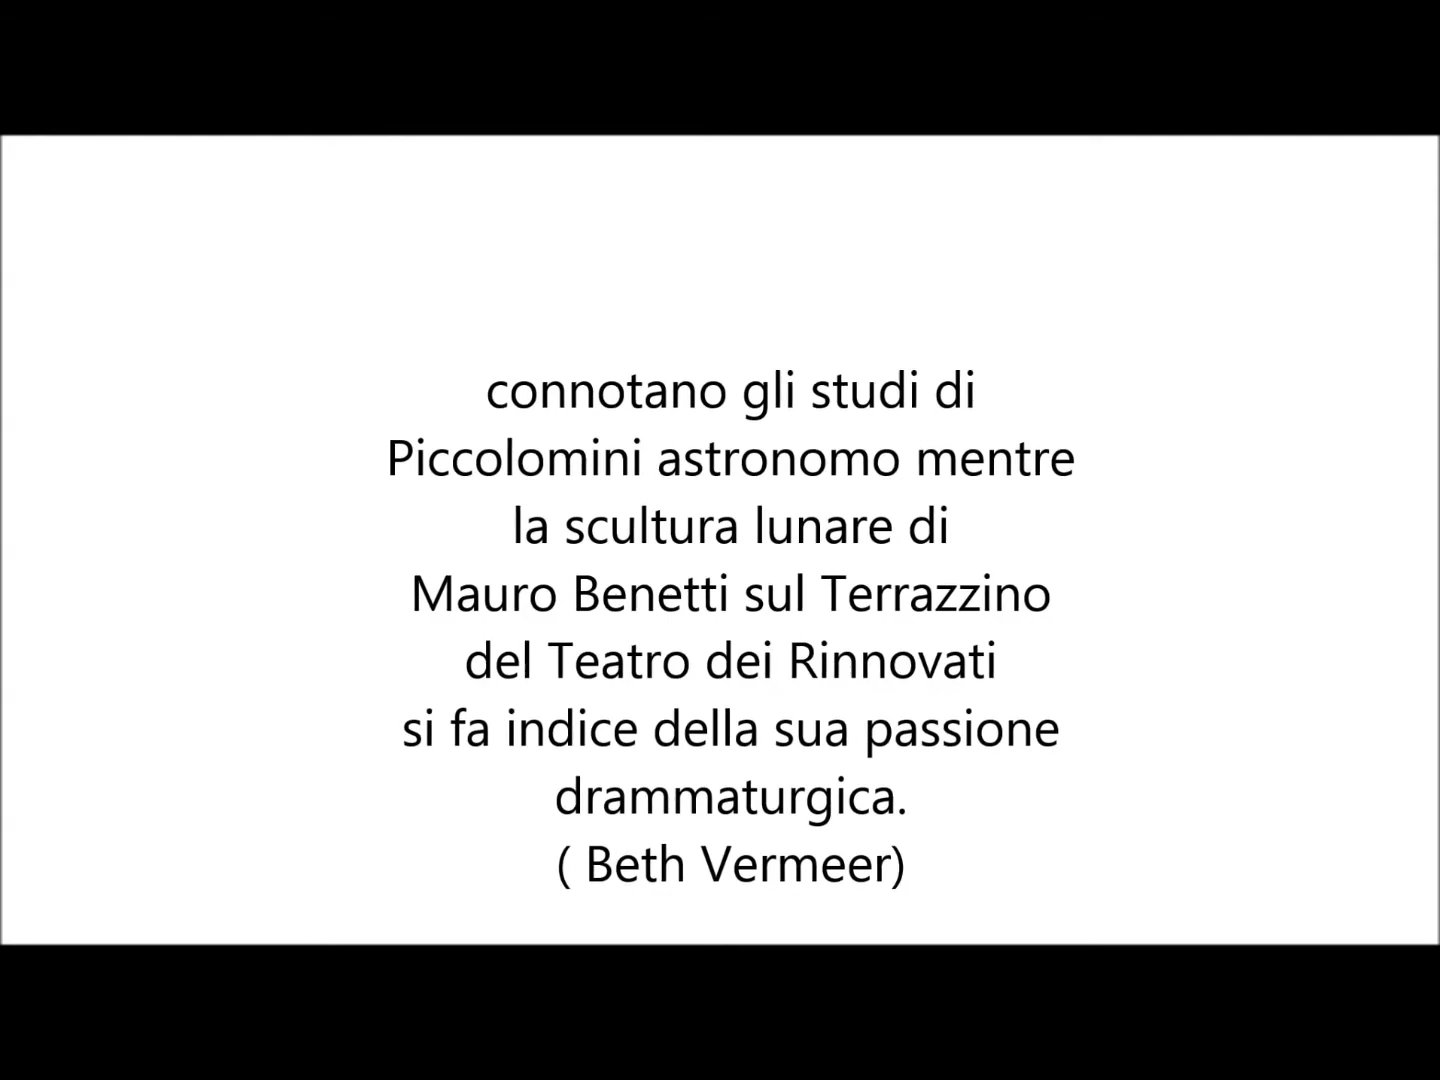 connotano gli studi di
Piccolomini astronomo mentre
la scultura lunare di
Mauro Benetti sul Terrazzino
del Teatro dei Rinnovati
si fa indice della sua passione
drammaturgica.
( Beth Vermeer)